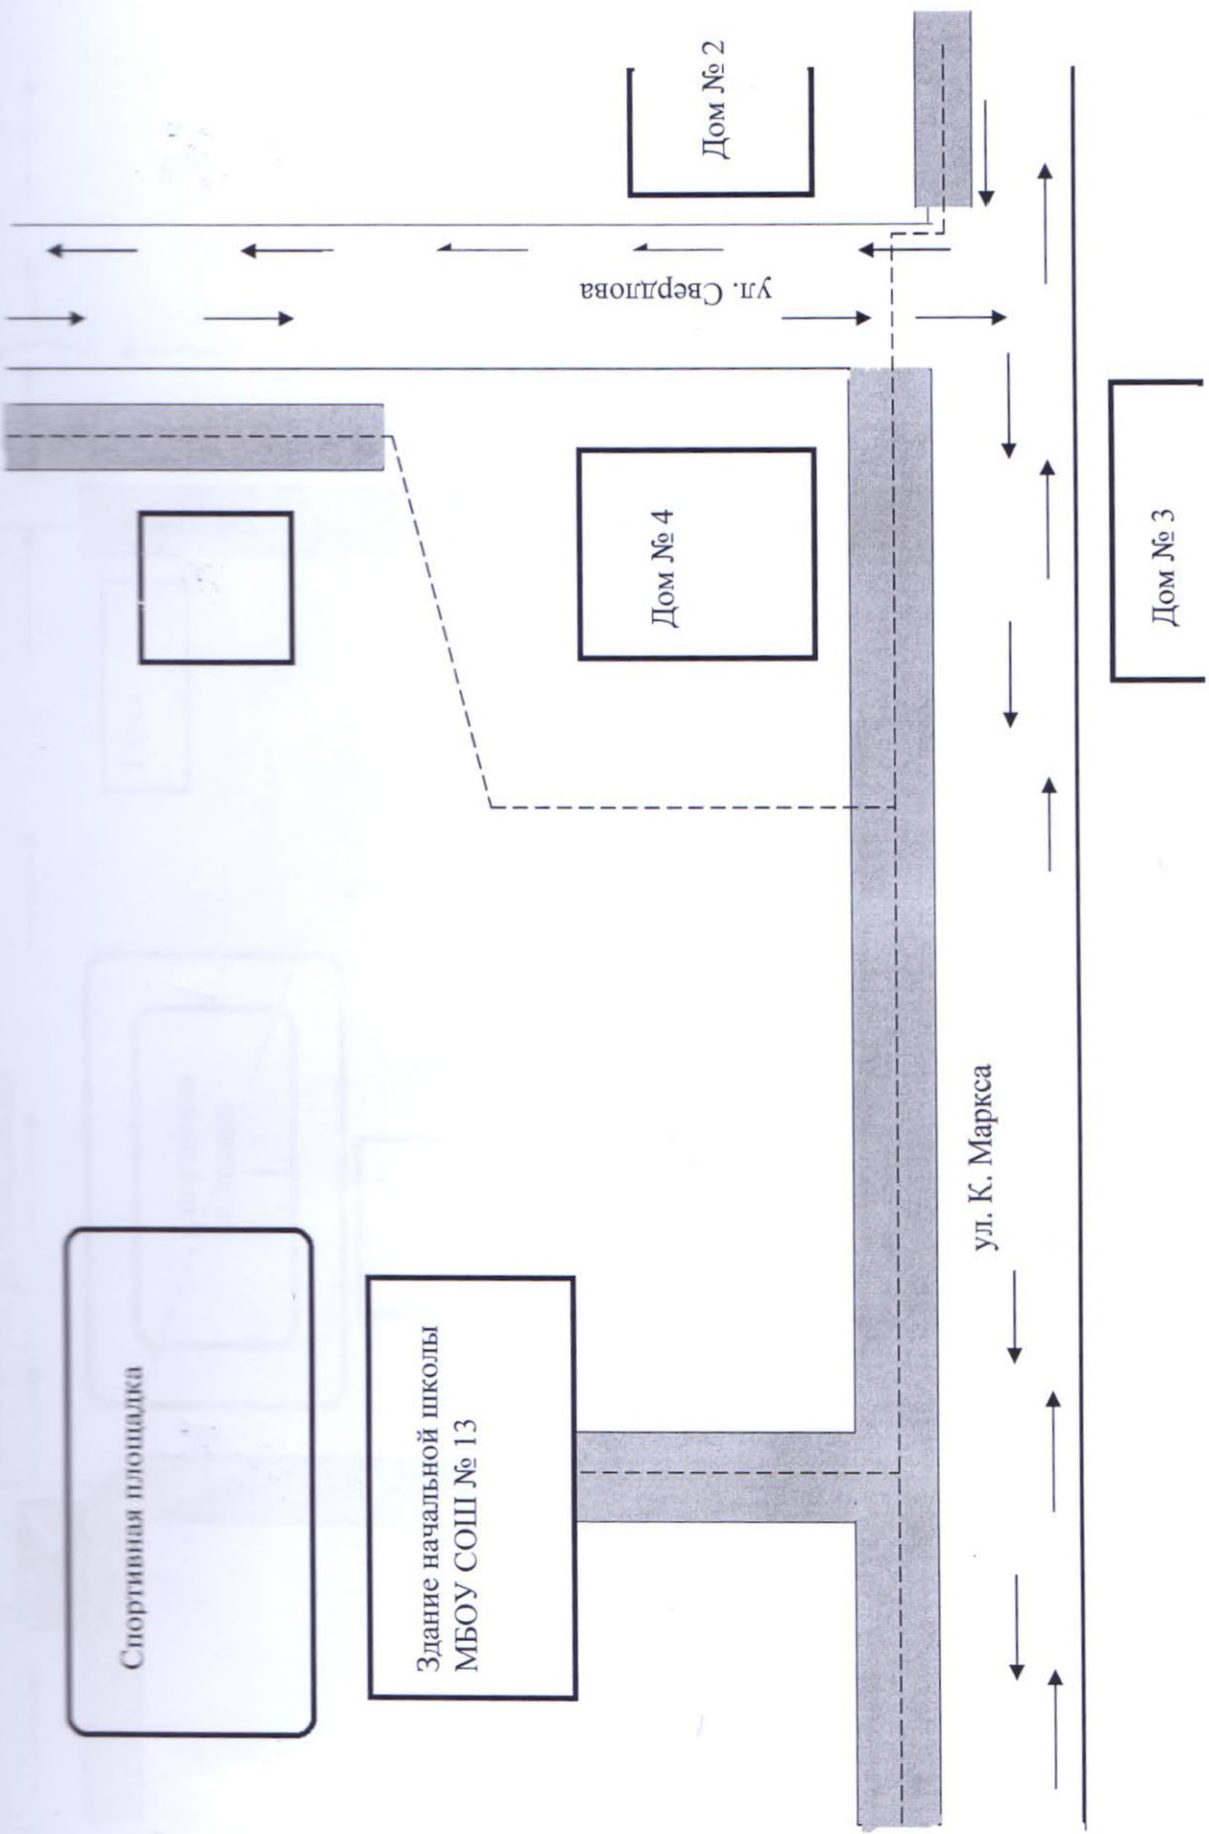 Спортивная площадка
Здание начальной школы
МБОУ СОШ № 13
ул. К. Маркса
Дом № 4
Дом № 3
ул. Свердлова
Дом № 2